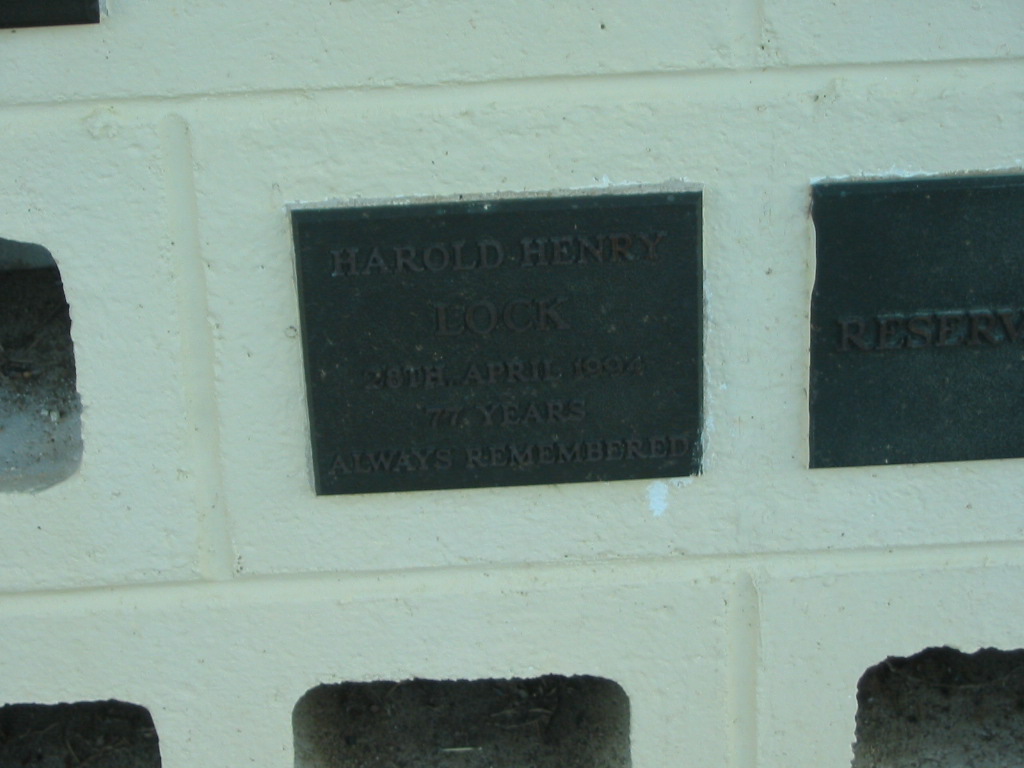 HAROLD HENRY
LOCK
28TH. APRIL 1994
77 YEARS
ALWAYS REMEMBERED
RESERV